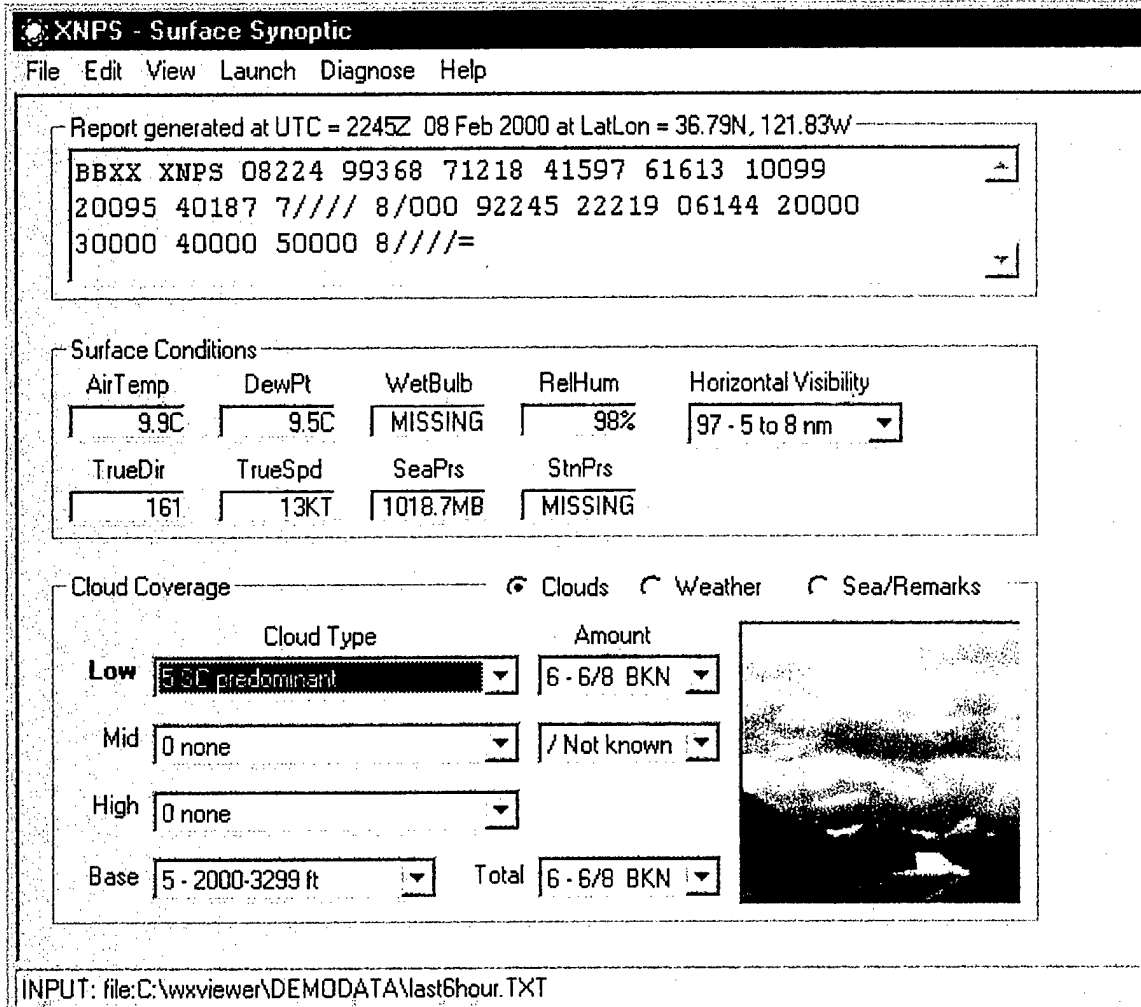 XNPS - Surface Synoptic
File Edit View Launch Diagnose Help
Report generated at UTC = 2245Z 08 Feb 2000 at LatLon = 36.79N, 121.83W
BBXX XNPS 08224 99368 71218 41597 61613 10099
20095 40187 7//// 8/000 92245 22219 06144 20000
30000 40000 50000 8////=
Surface Conditions
AirTemp DewPt WetBulb RelHum Horizontal Visibility
9.9C 9.5C MISSING 98% 97 - 5 to 8 nm
TrueDir TrueSpd SeaPrs StnPrs
161 13KT 1018.7MB MISSING
Cloud Coverage Clouds Weather Sea/Remarks
Cloud Type Amount
Low 5 SC predominant 6 - 6/8 BKN
Mid 0 none / Not known
High 0 none
Base 5 - 2000-3299 ft Total 6 - 6/8 BKN
INPUT: file:C:\wxviewer\DEMODATA\last6hour.TXT